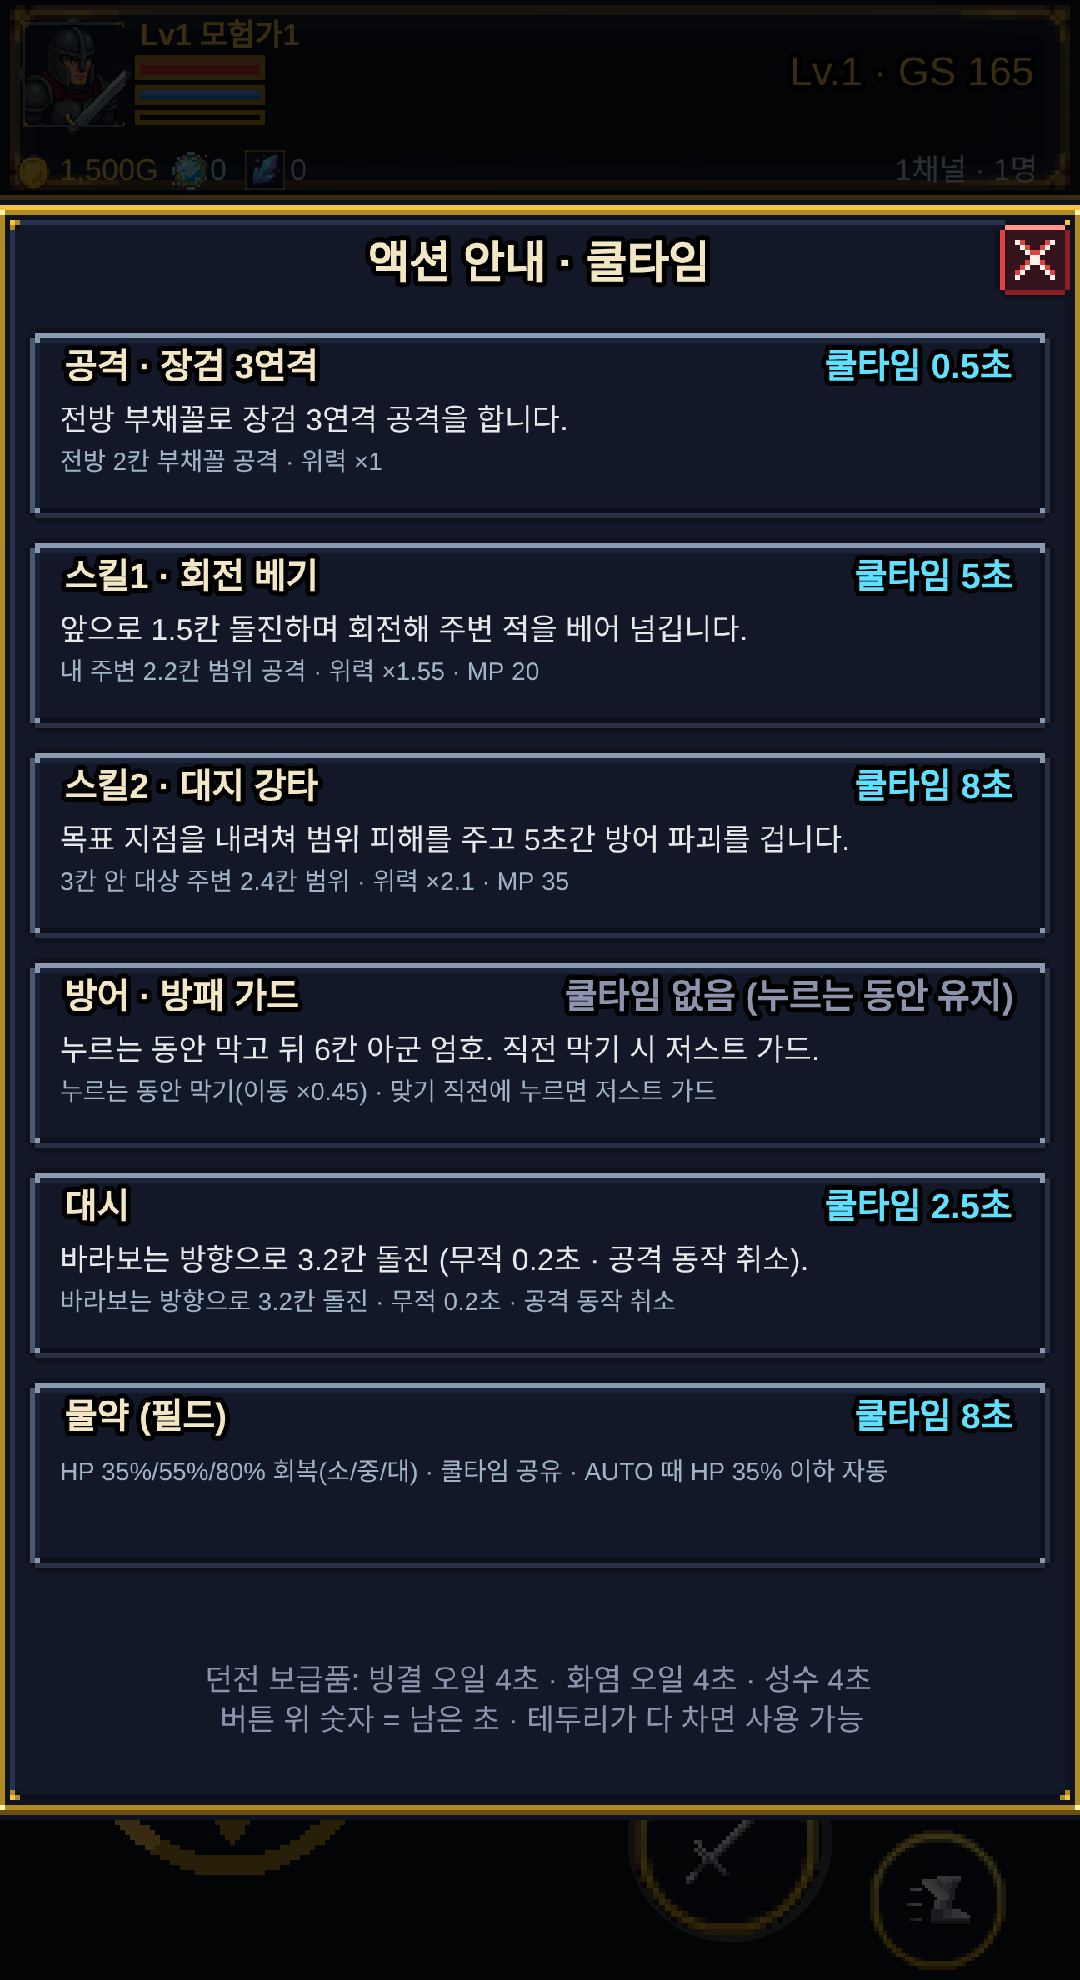 Lv1 모험가1
Lv.1 · GS 165
1,500G 0 0
1채널 · 1명
액션 안내 · 쿨타임
공격 · 장검 3연격
쿨타임 0.5초
전방 부채꼴로 장검 3연격 공격을 합니다.
전방 2칸 부채꼴 공격 · 위력 ×1
스킬1 · 회전 베기
쿨타임 5초
앞으로 1.5칸 돌진하며 회전해 주변 적을 베어 넘깁니다.
내 주변 2.2칸 범위 공격 · 위력 ×1.55 · MP 20
스킬2 · 대지 강타
쿨타임 8초
목표 지점을 내려쳐 범위 피해를 주고 5초간 방어 파괴를 겁니다.
3칸 안 대상 주변 2.4칸 범위 · 위력 ×2.1 · MP 35
방어 · 방패 가드
쿨타임 없음 (누르는 동안 유지)
누르는 동안 막고 뒤 6칸 아군 엄호. 직전 막기 시 저스트 가드.
누르는 동안 막기(이동 ×0.45) · 맞기 직전에 누르면 저스트 가드
대시
쿨타임 2.5초
바라보는 방향으로 3.2칸 돌진 (무적 0.2초 · 공격 동작 취소).
바라보는 방향으로 3.2칸 돌진 · 무적 0.2초 · 공격 동작 취소
물약 (필드)
쿨타임 8초
HP 35%/55%/80% 회복(소/중/대) · 쿨타임 공유 · AUTO 때 HP 35% 이하 자동
던전 보급품: 빙결 오일 4초 · 화염 오일 4초 · 성수 4초
버튼 위 숫자 = 남은 초 · 테두리가 다 차면 사용 가능